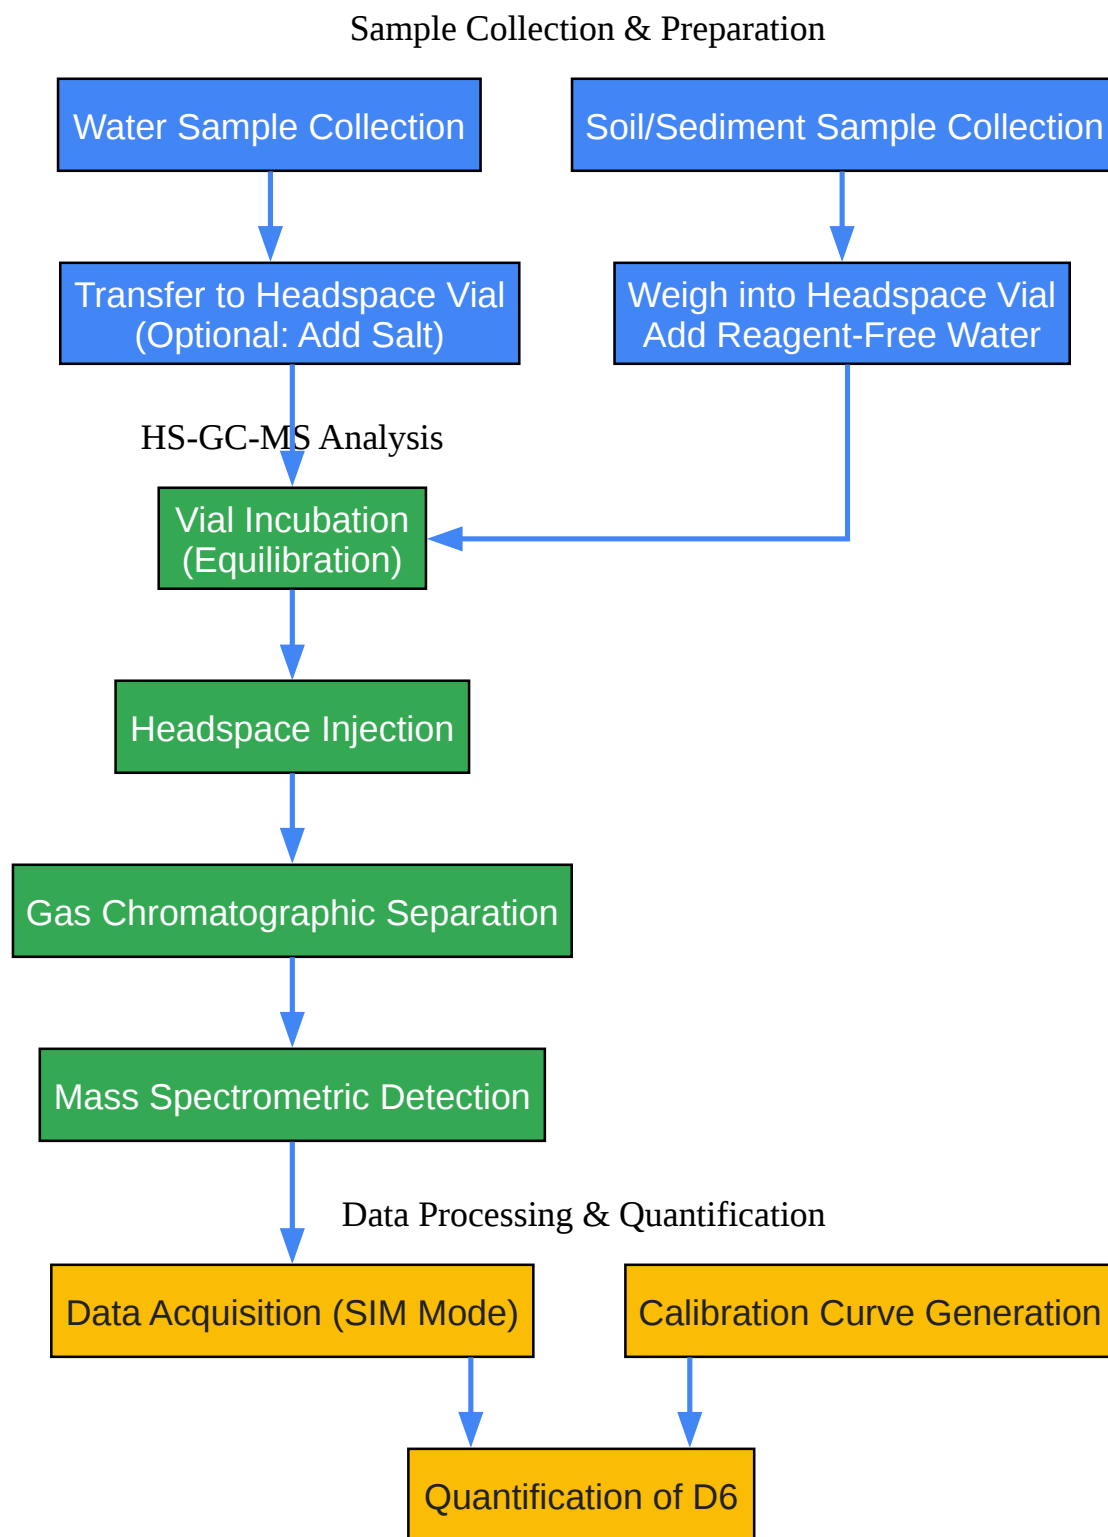 Sample Collection & Preparation
Water Sample Collection
Soil/Sediment Sample Collection
Transfer to Headspace Vial
(Optional: Add Salt)
Weigh into Headspace Vial
Add Reagent-Free Water
HS-GC-MS Analysis
Vial Incubation
(Equilibration)
Headspace Injection
Gas Chromatographic Separation
Mass Spectrometric Detection
Data Processing & Quantification
Data Acquisition (SIM Mode)
Calibration Curve Generation
Quantification of D6